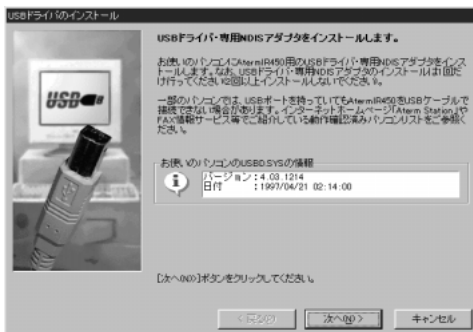 USBドライバのインストール
USBドライバ・専用NDISアダプタをインストールします。
お使いのパソコンにAtermIR450用のUSBドライバ・専用NDISアダプタをインス
トールします。なお、USBドライバ・専用NDISアダプタのインストールは1回だ
け行ってください(2回以上インストールしないでください)。
一部のパソコンでは、USBポートを持っていてもAtermIR450をUSBケーブルで
接続できない場合があります。インターネットホームページ「Aterm Station」や
FAX情報サービス等でご紹介している動作確認済みパソコンリストをご参照く
ださい。
USB
お使いのパソコンのUSBD.SYSの情報
バージョン:4.03.1214
日付 :1997/04/21 02:14:00
[次へ(N)>]ボタンをクリックしてください。
<戻る(B)
次へ(N)>
キャンセル